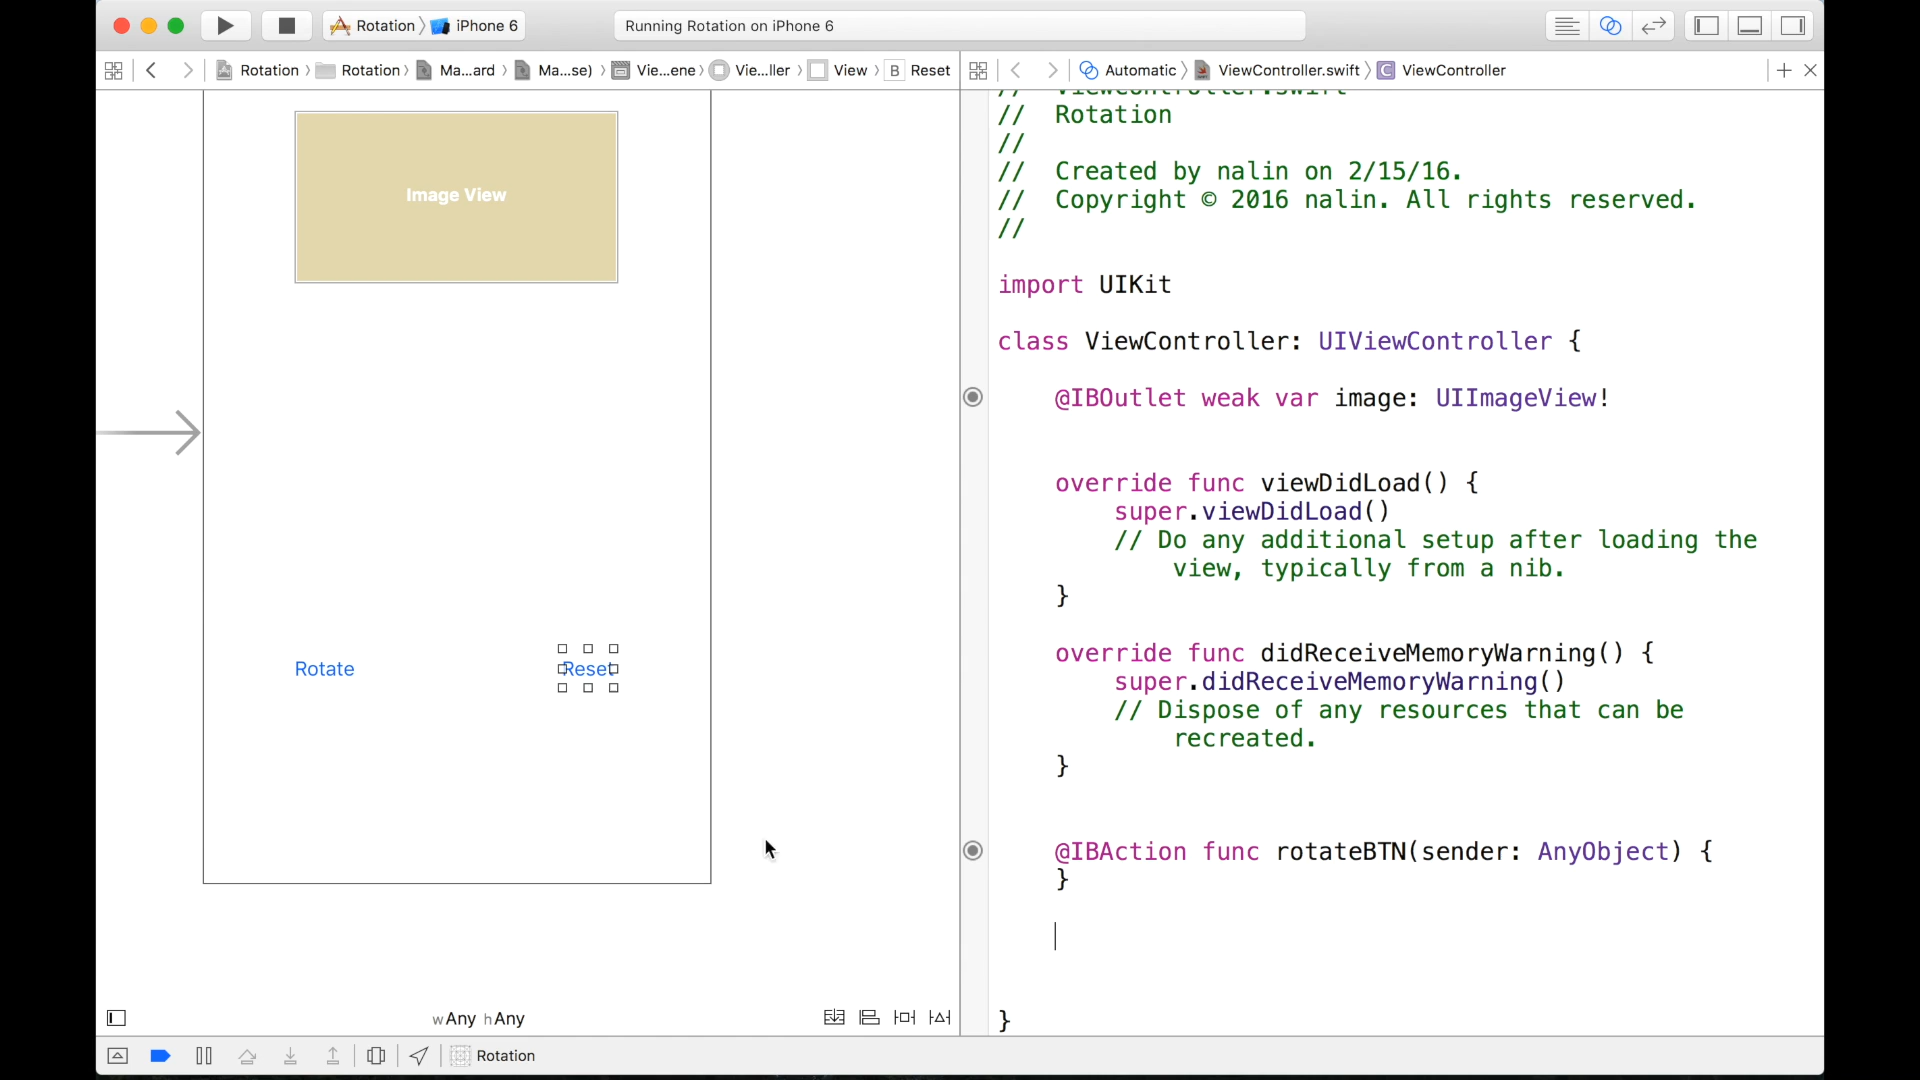 Rotation
iPhone 6
Running Rotation on iPhone 6
Rotation
Rotation
Ma...ard
Ma...se)
Vie...ene
Vie...ller
View
B
Reset
Automatic
ViewController.swift
C
ViewController
Image View
Rotate
Reset
w Any h Any
Rotation
// ViewController.swift
// Rotation
//
// Created by nalin on 2/15/16.
// Copyright © 2016 nalin. All rights reserved.
//
import UIKit
class ViewController: UIViewController {
@IBOutlet weak var image: UIImageView!
override func viewDidLoad() {
super.viewDidLoad()
// Do any additional setup after loading the
view, typically from a nib.
}
override func didReceiveMemoryWarning() {
super.didReceiveMemoryWarning()
// Dispose of any resources that can be
recreated.
}
@IBAction func rotateBTN(sender: AnyObject) {
}
}